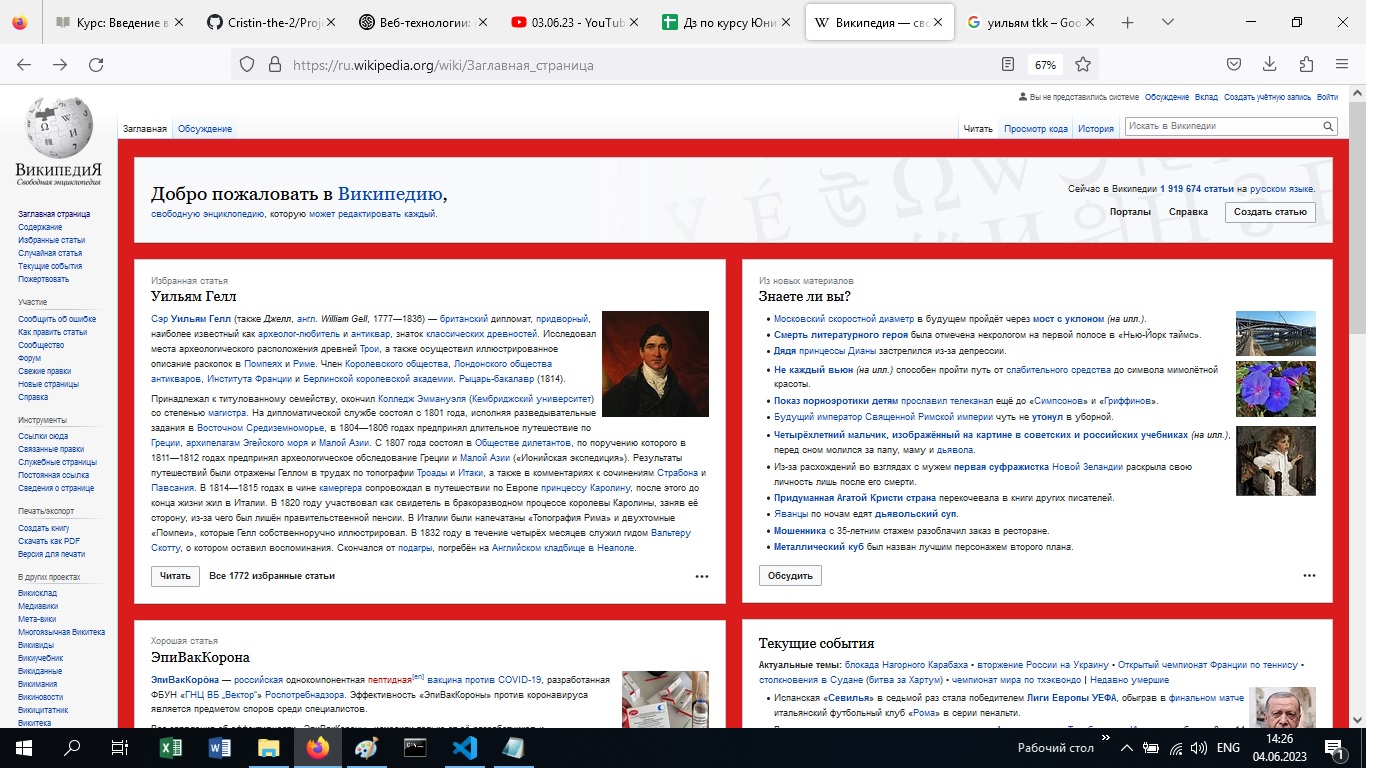 Курс: Введение в
Cristin-the-2/Proje
Веб-технологии:
03.06.23 - YouTub
Дз по курсу Юни
Википедия — сво
уильям tkk – Goo
https://ru.wikipedia.org/wiki/Заглавная_страница
67%
Вы не представились системе Обсуждение Вклад Создать учётную запись Войти
Заглавная Обсуждение
Читать Просмотр кода История
Искать в Википедии
ВИКИПЕДИЯ
Свободная энциклопедия
Заглавная страница
Содержание
Избранные статьи
Случайная статья
Текущие события
Пожертвовать
Участие
Сообщить об ошибке
Как править статьи
Сообщество
Форум
Свежие правки
Новые страницы
Справка
Инструменты
Ссылки сюда
Связанные правки
Служебные страницы
Постоянная ссылка
Сведения о странице
Печать/экспорт
Создать книгу
Скачать как PDF
Версия для печати
В других проектах
Викисклад
Медиавики
Мета-вики
Многоязычная Викитека
Викивиды
Викиучебник
Викиданные
Викимания
Викиновости
Викицитатник
Викитека
Добро пожаловать в Википедию,
свободную энциклопедию, которую может редактировать каждый.
Сейчас в Википедии 1 919 674 статьи на русском языке.
Порталы Справка Создать статью
Избранная статья
Уильям Гелл
Сэр Уильям Гелл (также Джелл, англ. William Gell, 1777—1836) — британский дипломат, придворный,
наиболее известный как археолог-любитель и антиквар, знаток классических древностей. Исследовал
места археологического расположения древней Трои, а также осуществил иллюстрированное
описание раскопок в Помпеях и Риме. Член Королевского общества, Лондонского общества
антикваров, Института Франции и Берлинской королевской академии. Рыцарь-бакалавр (1814).
Принадлежал к титулованному семейству, окончил Колледж Эммануэля (Кембриджский университет)
со степенью магистра. На дипломатической службе состоял с 1801 года, исполняя разведывательные
задания в Восточном Средиземноморье, в 1804—1806 годах предпринял длительное путешествие по
Греции, архипелагам Эгейского моря и Малой Азии. С 1807 года состоял в Обществе дилетантов, по поручению которого в
1811—1812 годах предпринял археологическое обследование Греции и Малой Азии («Ионийская экспедиция»). Результаты
путешествий были отражены Геллом в трудах по топографии Троады и Итаки, а также в комментариях к сочинениям Страбона и
Павсания. В 1814—1815 годах в чине камергера сопровождал в путешествии по Европе принцессу Каролину, после этого до
конца жизни жил в Италии. В 1820 году участвовал как свидетель в бракоразводном процессе королевы Каролины, заняв её
сторону, из-за чего был лишён правительственной пенсии. В Италии были напечатаны «Топография Рима» и двухтомные
«Помпеи», которые Гелл собственноручно иллюстрировал. В 1832 году в течение четырёх месяцев служил гидом Вальтеру
Скотту, о котором оставил воспоминания. Скончался от подагры, погребён на Английском кладбище в Неаполе.
Читать Все 1772 избранные статьи
Из новых материалов
Знаете ли вы?
Московский скоростной диаметр в будущем пройдёт через мост с уклоном (на илл.).
Смерть литературного героя была отмечена некрологом на первой полосе в «Нью-Йорк таймс».
Дядя принцессы Дианы застрелился из-за депрессии.
Не каждый вьюн (на илл.) способен пройти путь от слабительного средства до символа мимолётной
красоты.
Показ порноэротики детям прославил телеканал ещё до «Симпсонов» и «Гриффинов».
Будущий император Священной Римской империи чуть не утонул в уборной.
Четырёхлетний мальчик, изображённый на картине в советских и российских учебниках (на илл.),
перед сном молился за папу, маму и дьявола.
Из-за расхождений во взглядах с мужем первая суфражистка Новой Зеландии раскрыла свою
личность лишь после его смерти.
Придуманная Агатой Кристи страна перекочевала в книги других писателей.
Яванцы по ночам едят дьявольский суп.
Мошенника с 35-летним стажем разоблачил заказ в ресторане.
Металлический куб был назван лучшим персонажем второго плана.
Обсудить
Хорошая статья
ЭпиВакКорона
ЭпиВакКоро́на — российская однокомпонентная пептидная[en] вакцина против COVID-19, разработанная
ФБУН «ГНЦ ВБ „Вектор“» Роспотребнадзора. Эффективность «ЭпиВакКороны» против коронавируса
является предметом споров среди специалистов.
Текущие события
Актуальные темы: блокада Нагорного Карабаха • вторжение России на Украину • Открытый чемпионат Франции по теннису •
столкновения в Судане (битва за Хартум) • чемпионат мира по тхэквондо | Недавно умершие
Испанская «Севилья» в седьмой раз стала победителем Лиги Европы УЕФА, обыграв в финальном матче
итальянский футбольный клуб «Рома» в серии пенальти.
Рабочий стол
ENG
14:26
04.06.2023
1